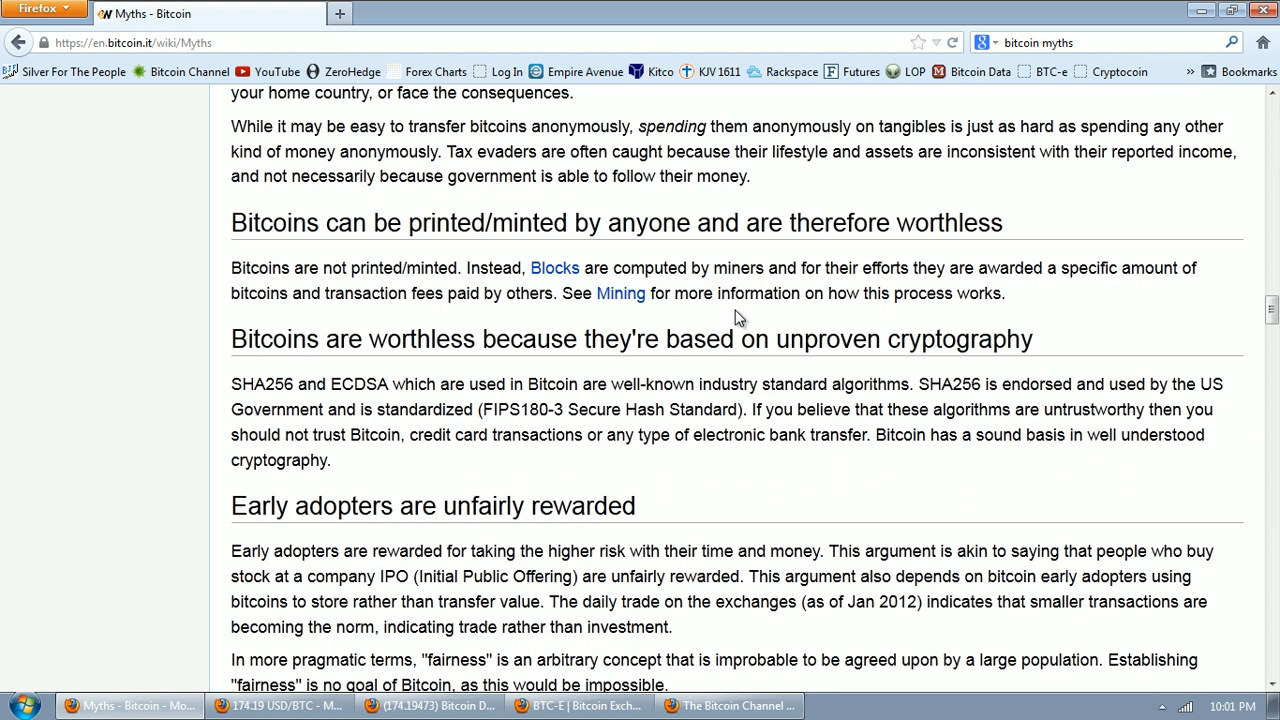 Firefox
Myths - Bitcoin
https://en.bitcoin.it/wiki/Myths
bitcoin myths
Silver For The People Bitcoin Channel YouTube ZeroHedge Forex Charts Log In Empire Avenue Kitco KJV 1611 Rackspace Futures LOP Bitcoin Data BTC-e Cryptocoin » Bookmarks
your home country, or face the consequences.
While it may be easy to transfer bitcoins anonymously, spending them anonymously on tangibles is just as hard as spending any other
kind of money anonymously. Tax evaders are often caught because their lifestyle and assets are inconsistent with their reported income,
and not necessarily because government is able to follow their money.
Bitcoins can be printed/minted by anyone and are therefore worthless
Bitcoins are not printed/minted. Instead, Blocks are computed by miners and for their efforts they are awarded a specific amount of
bitcoins and transaction fees paid by others. See Mining for more information on how this process works.
Bitcoins are worthless because they're based on unproven cryptography
SHA256 and ECDSA which are used in Bitcoin are well-known industry standard algorithms. SHA256 is endorsed and used by the US
Government and is standardized (FIPS180-3 Secure Hash Standard). If you believe that these algorithms are untrustworthy then you
should not trust Bitcoin, credit card transactions or any type of electronic bank transfer. Bitcoin has a sound basis in well understood
cryptography.
Early adopters are unfairly rewarded
Early adopters are rewarded for taking the higher risk with their time and money. This argument is akin to saying that people who buy
stock at a company IPO (Initial Public Offering) are unfairly rewarded. This argument also depends on bitcoin early adopters using
bitcoins to store rather than transfer value. The daily trade on the exchanges (as of Jan 2012) indicates that smaller transactions are
becoming the norm, indicating trade rather than investment.
In more pragmatic terms, "fairness" is an arbitrary concept that is improbable to be agreed upon by a large population. Establishing
"fairness" is no goal of Bitcoin, as this would be impossible.
Myths - Bitcoin - Mo... 174.19 USD/BTC - M... (174.19473) Bitcoin D... BTC-E | Bitcoin Exch... The Bitcoin Channel ... 10:01 PM